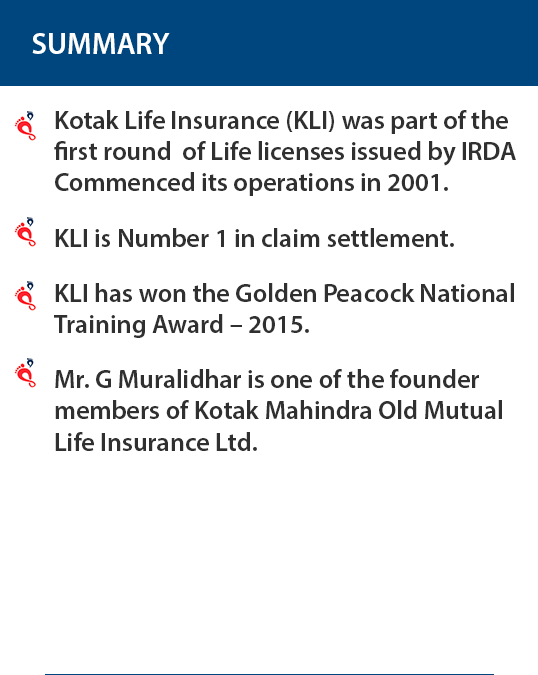 SUMMARY
Kotak Life Insurance (KLI) was part of the
first round of Life licenses issued by IRDA
Commenced its operations in 2001.
KLI is Number 1 in claim settlement.
KLI has won the Golden Peacock National
Training Award – 2015.
Mr. G Muralidhar is one of the founder
members of Kotak Mahindra Old Mutual
Life Insurance Ltd.